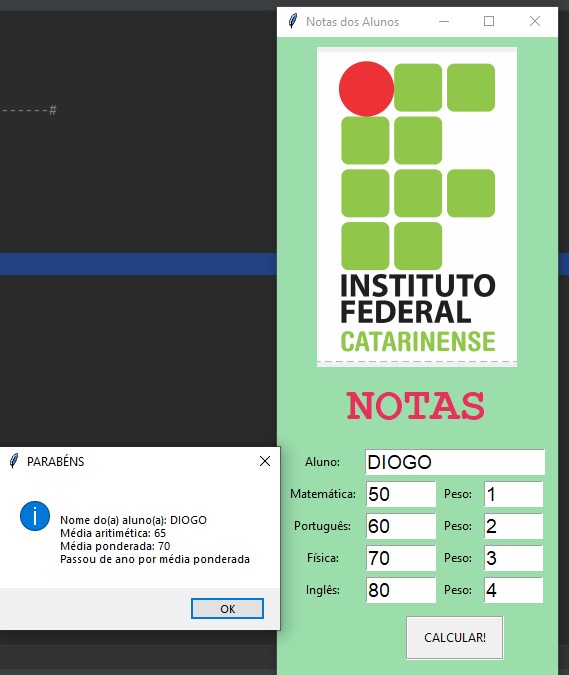 Notas dos Alunos
------#
INSTITUTO
FEDERAL
CATARINENSE
NOTAS
Aluno: DIOGO
Matemática: 50 Peso: 1
Português: 60 Peso: 2
Física: 70 Peso: 3
Inglês: 80 Peso: 4
CALCULAR!
PARABÉNS
Nome do(a) aluno(a): DIOGO
Média aritimética: 65
Média ponderada: 70
Passou de ano por média ponderada
OK